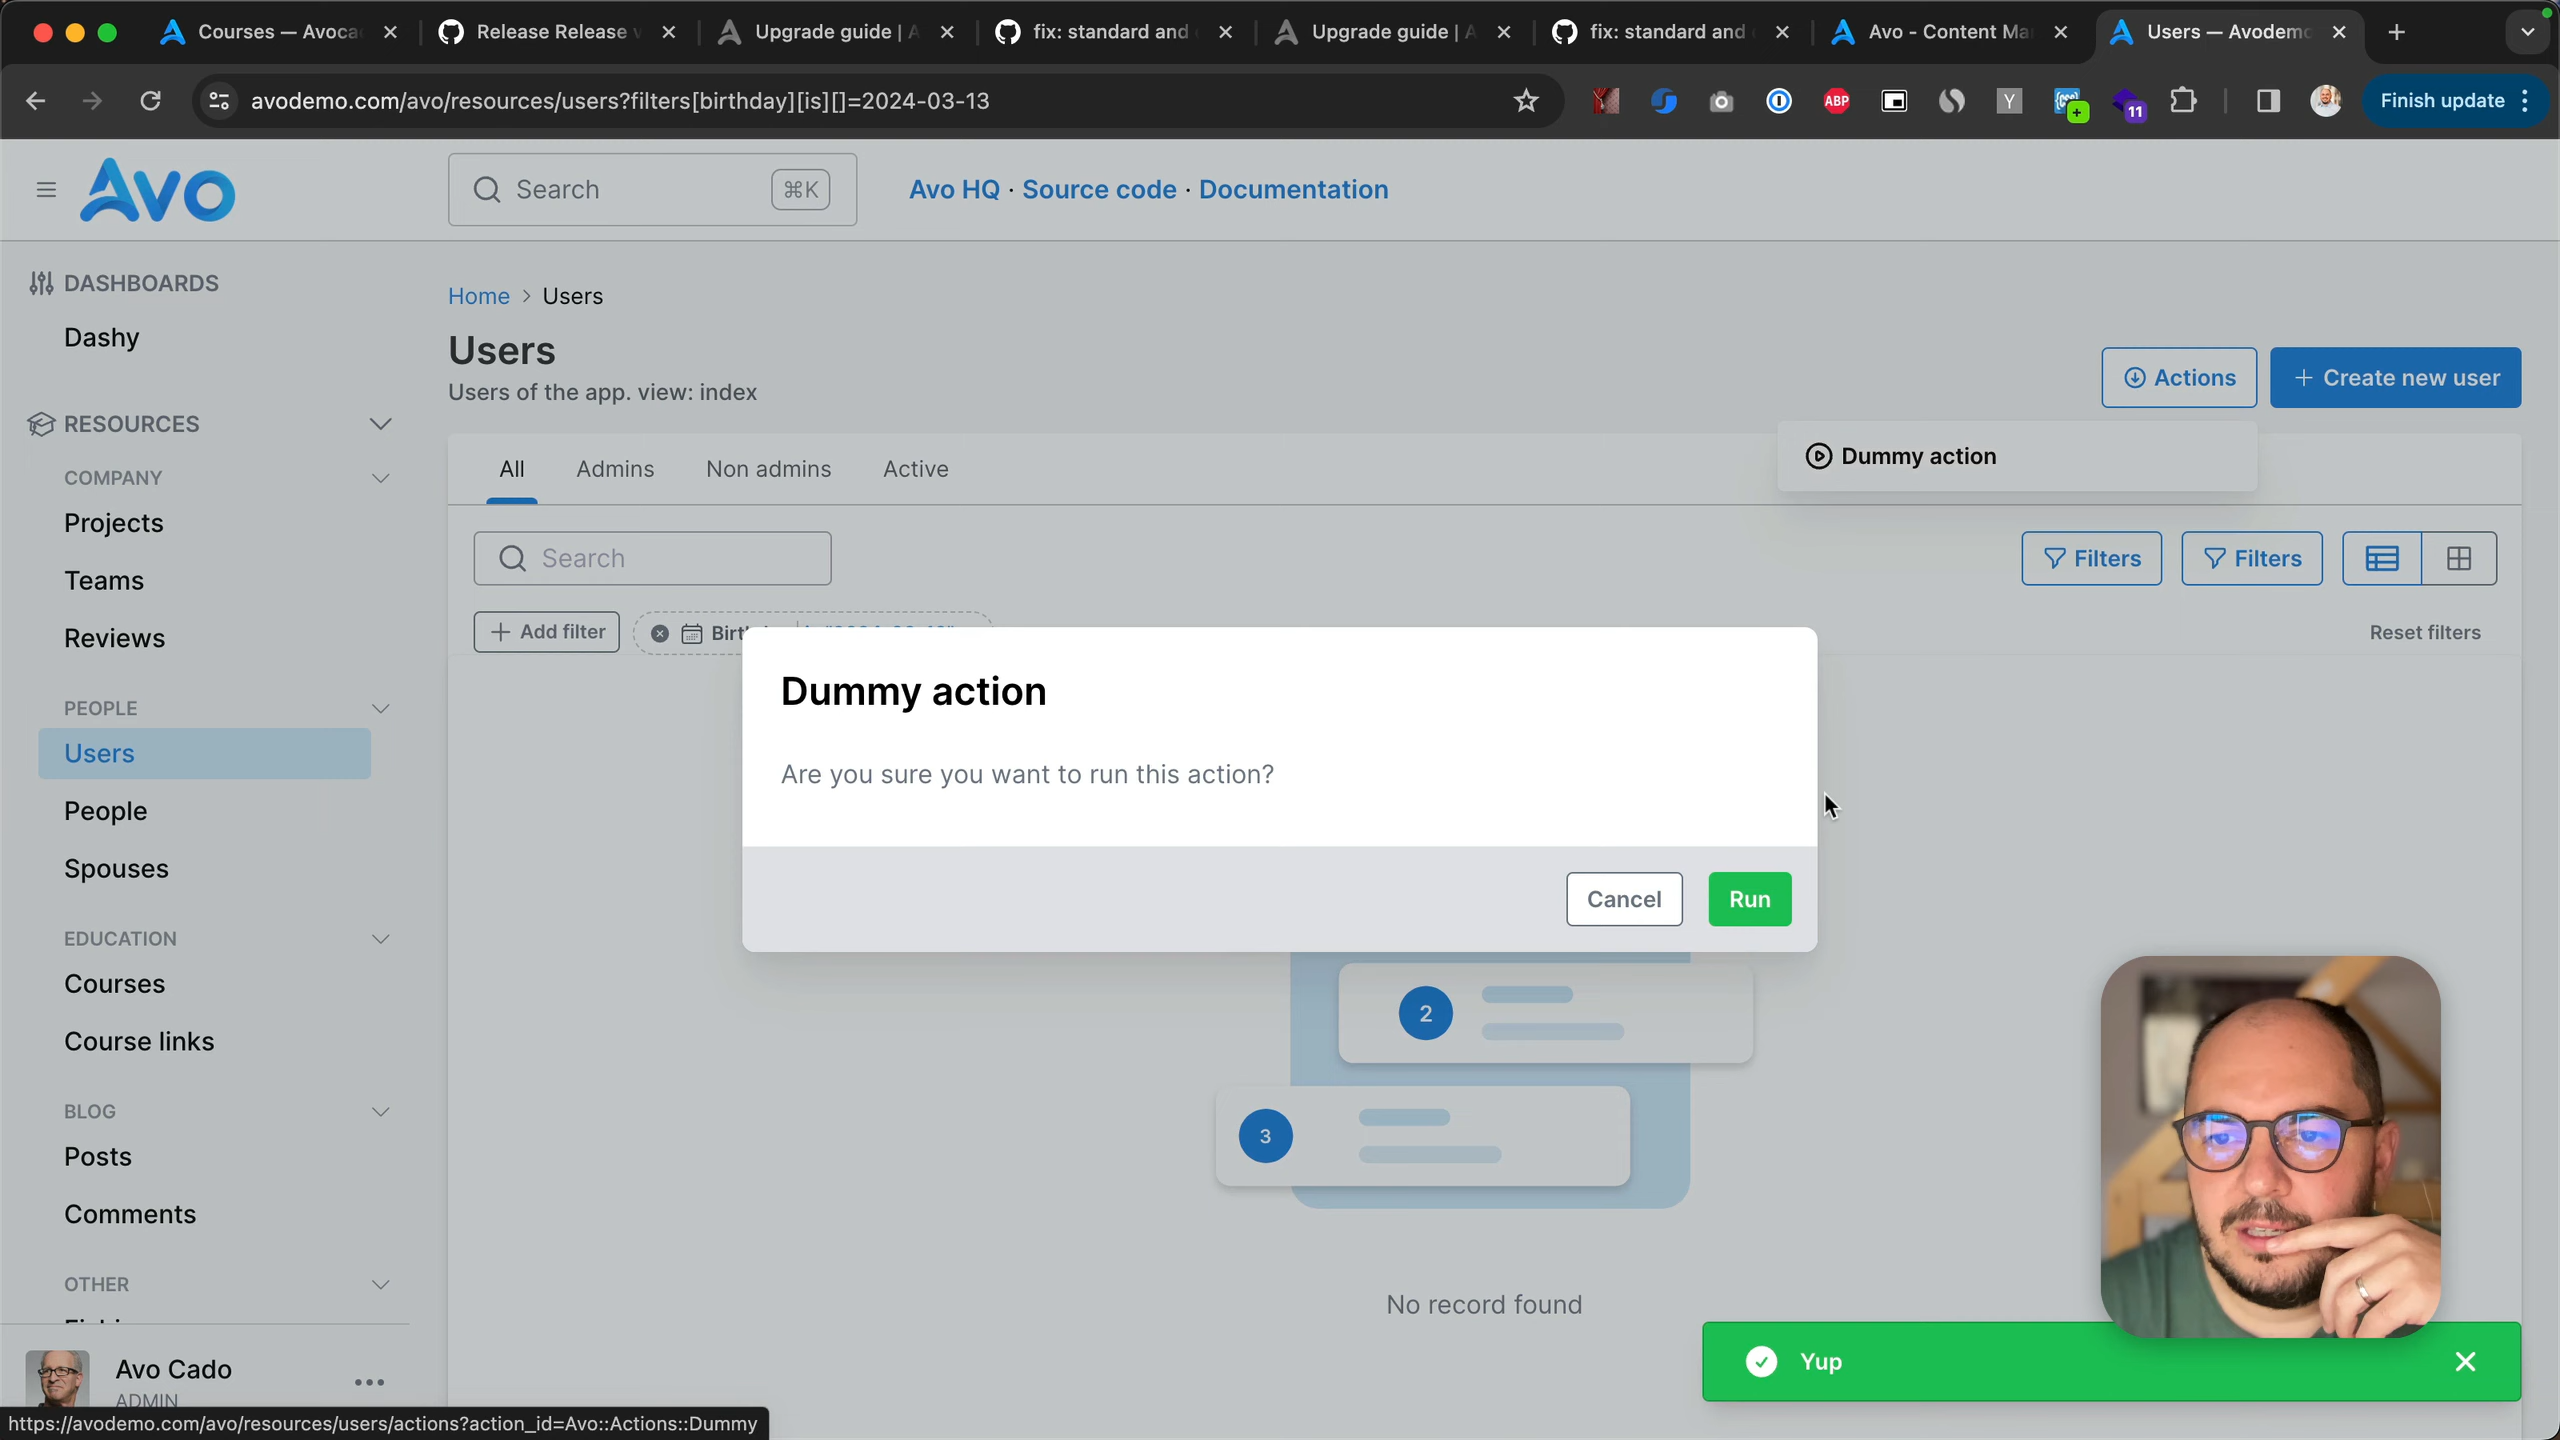 Courses — Avoca
Release Release v
Upgrade guide | A
fix: standard and
Upgrade guide | A
fix: standard and
Avo - Content Ma
Users — Avodemo
avodemo.com/avo/resources/users?filters[birthday][is][]=2024-03-13
ABP
Y
11
Finish update
Avo
Search
⌘K
Avo HQ · Source code · Documentation
DASHBOARDS
Dashy
RESOURCES
COMPANY
Projects
Teams
Reviews
PEOPLE
Users
People
Spouses
EDUCATION
Courses
Course links
BLOG
Posts
Comments
OTHER
Avo Cado
ADMIN
Home > Users
Users
Users of the app. view: index
Actions
+ Create new user
Dummy action
All
Admins
Non admins
Active
Search
Filters
Filters
+ Add filter
Reset filters
Dummy action
Are you sure you want to run this action?
Cancel
Run
2
3
No record found
Yup
https://avodemo.com/avo/resources/users/actions?action_id=Avo::Actions::Dummy